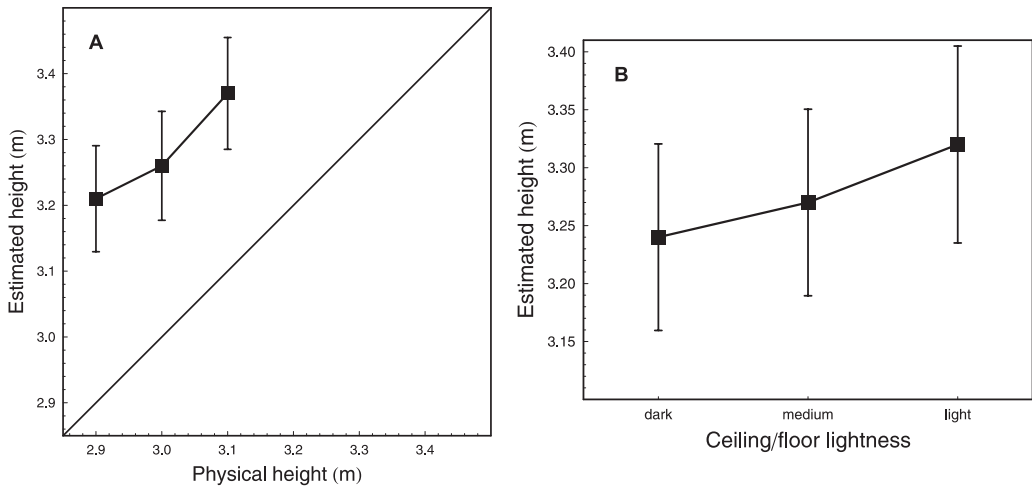 A
Estimated height (m)
3.4
3.3
3.2
3.1
3.0
2.9
2.9 3.0 3.1 3.2 3.3 3.4
Physical height (m)
B
Estimated height (m)
3.40
3.35
3.30
3.25
3.20
3.15
dark medium light
Ceiling/floor lightness